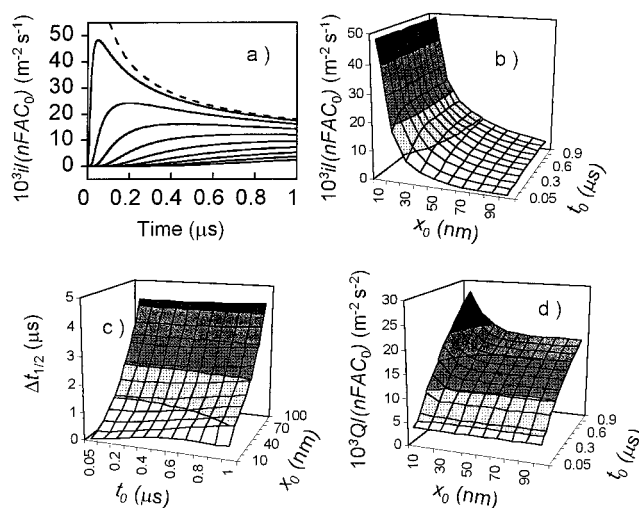 a)
10³i/(nFAC₀) (m⁻² s⁻¹)
50
40
30
20
10
0
0 0.2 0.4 0.6 0.8 1
Time (μs)
b)
10³i/(nFAC₀) (m⁻² s⁻¹)
50
40
30
20
10
0
10 30 50 70 90
x₀ (nm)
0.05 0.3 0.6 0.9
t₀ (μs)
c)
Δt₁/₂ (μs)
5
4
3
2
1
0
0.05 0.2 0.4 0.6 0.8 1
t₀ (μs)
10 40 70 100
x₀ (nm)
d)
10³Q/(nFAC₀) (m⁻² s⁻²)
30
25
20
15
10
5
0
10 30 50 70 90
x₀ (nm)
0.05 0.3 0.6 0.9
t₀ (μs)